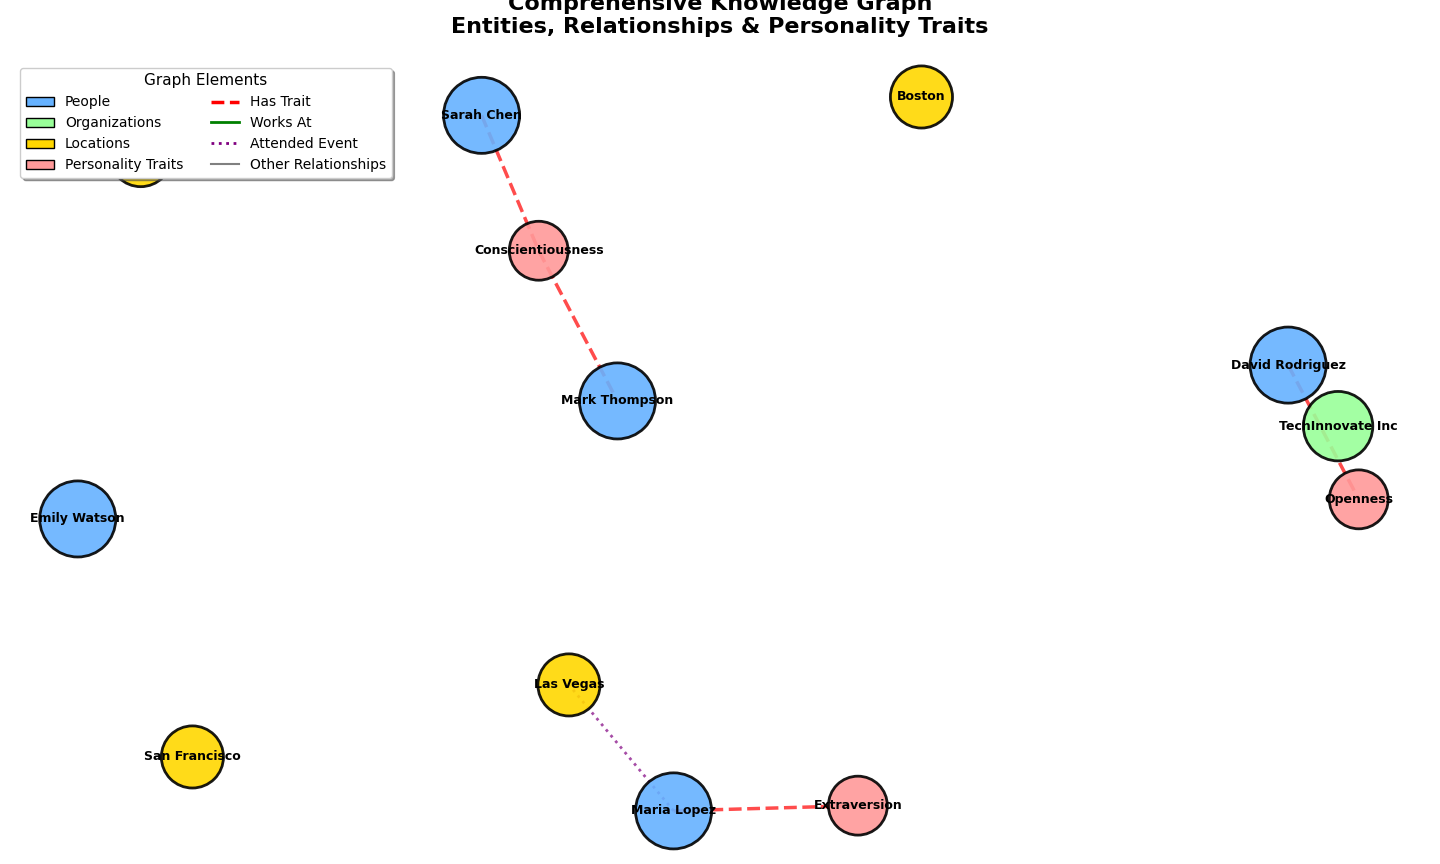 Comprehensive Knowledge Graph
Entities, Relationships & Personality Traits
Graph Elements
People
Organizations
Locations
Personality Traits
Has Trait
Works At
Attended Event
Other Relationships
Sarah Chen
Boston
Conscientiousness
David Rodriguez
Mark Thompson
TechInnovate Inc
Openness
Emily Watson
Las Vegas
San Francisco
Maria Lopez
Extraversion